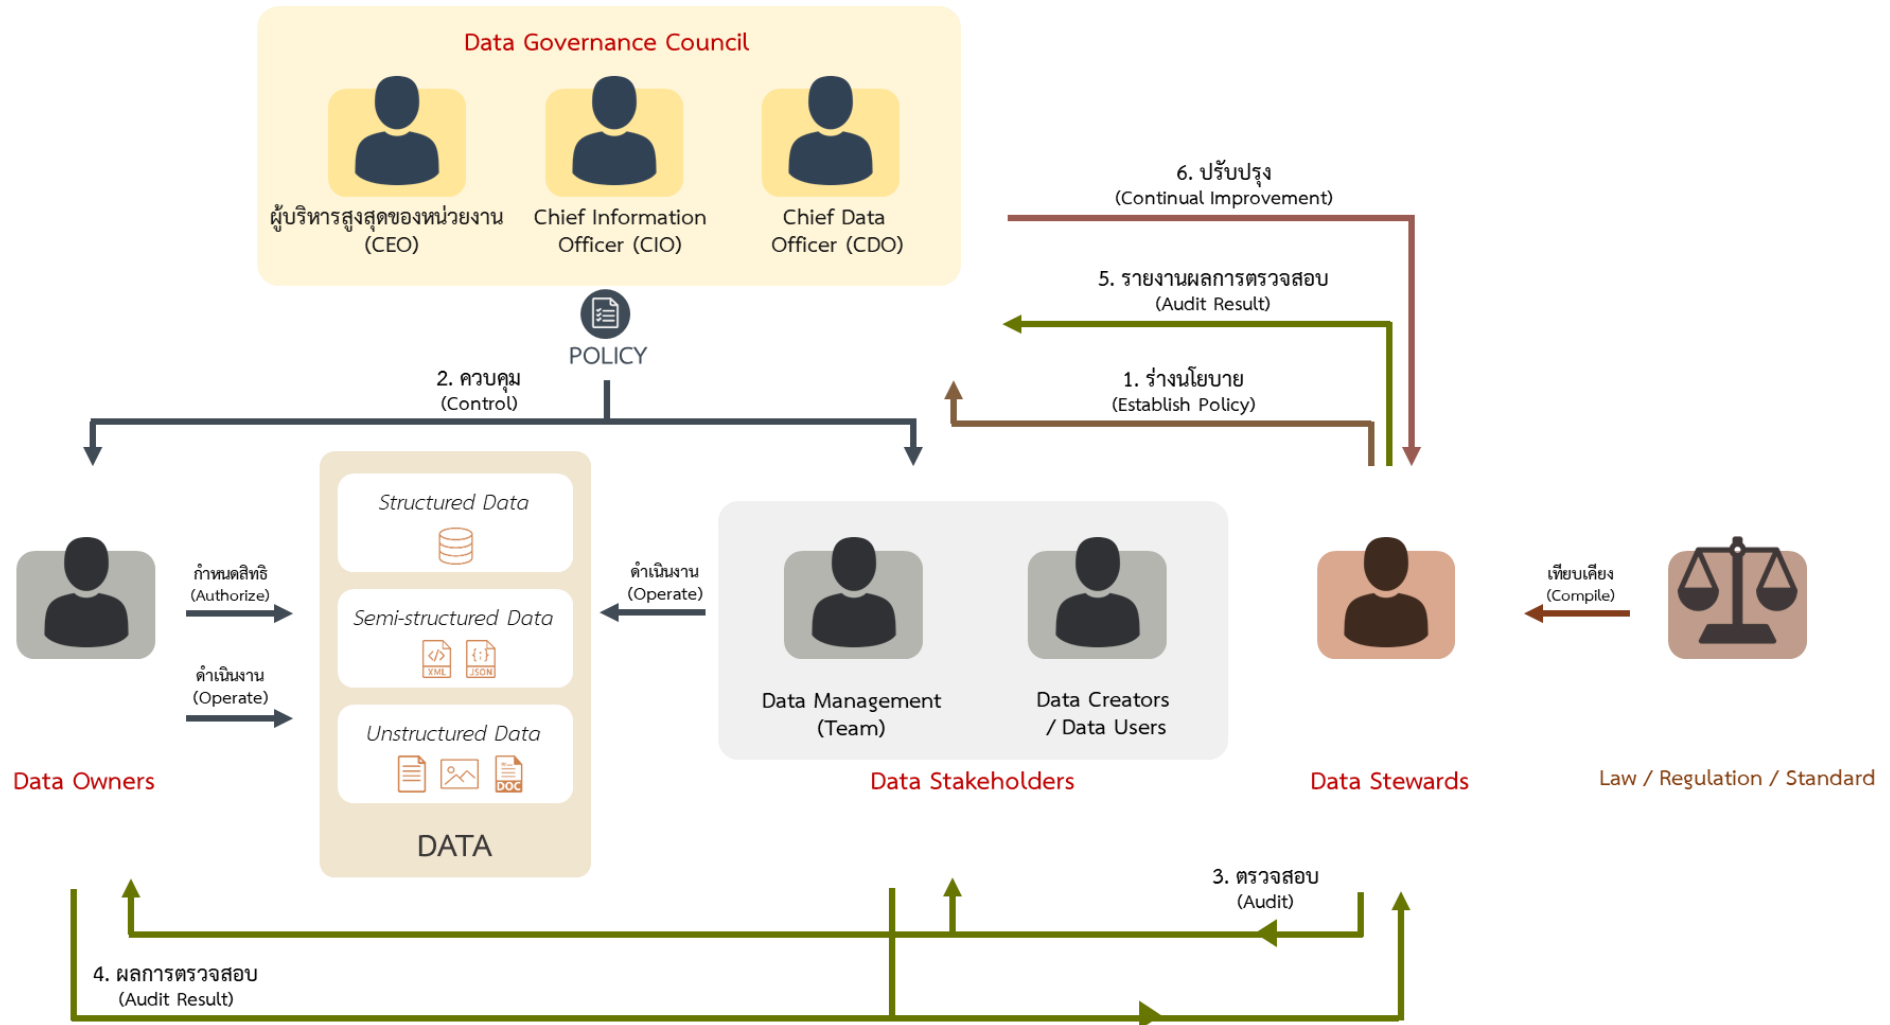 Data Governance Council
ผู้บริหารสูงสุดของหน่วยงาน
(CEO)
Chief Information
Officer (CIO)
Chief Data
Officer (CDO)
6. ปรับปรุง
(Continual Improvement)
5. รายงานผลการตรวจสอบ
(Audit Result)
POLICY
1. ร่างนโยบาย
(Establish Policy)
2. ควบคุม
(Control)
Structured Data
กำหนดสิทธิ
(Authorize)
ดำเนินงาน
(Operate)
Semi-structured Data
XML
JSON
ดำเนินงาน
(Operate)
Unstructured Data
DOC
DATA
Data Management
(Team)
Data Creators
/ Data Users
เทียบเคียง
(Compile)
Data Owners
Data Stakeholders
Data Stewards
Law / Regulation / Standard
3. ตรวจสอบ
(Audit)
4. ผลการตรวจสอบ
(Audit Result)